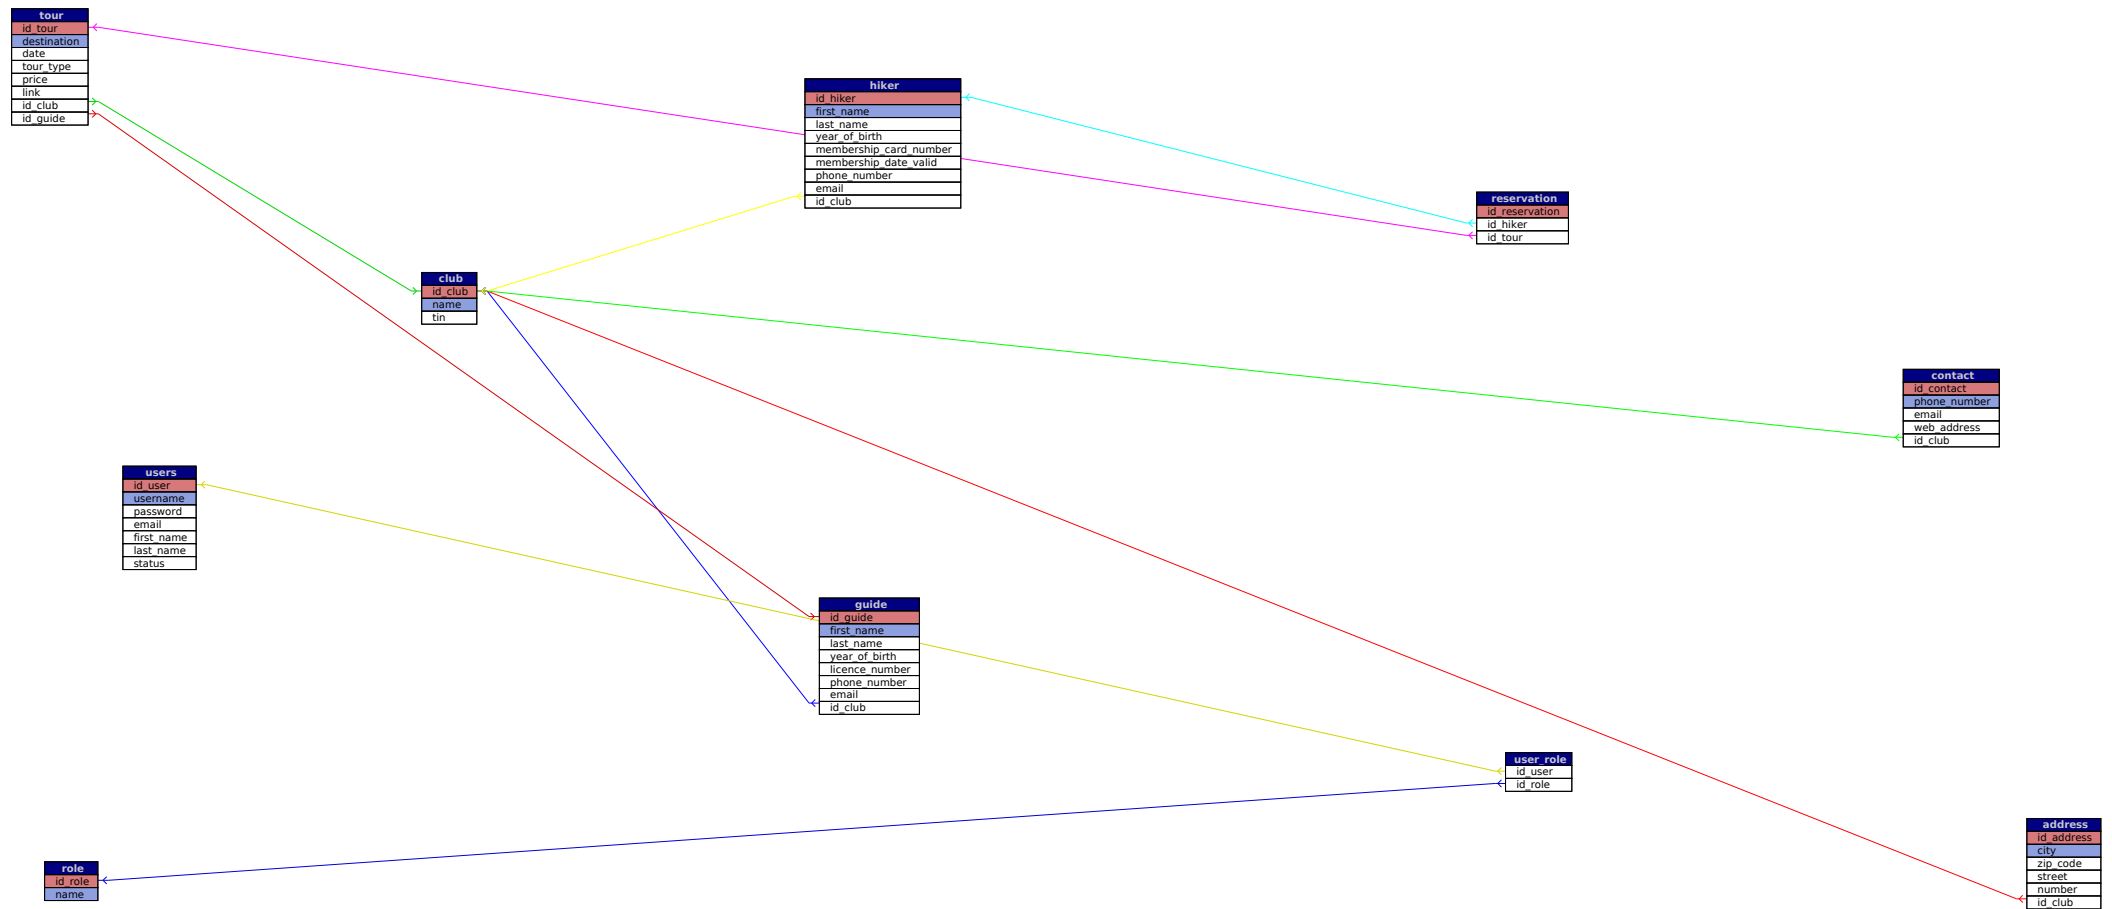 tour
id_tour
destination
date
tour_type
price
link
id_club
id_guide
hiker
id_hiker
first_name
last_name
year_of_birth
membership_card_number
membership_date_valid
phone_number
email
id_club
reservation
id_reservation
id_hiker
id_tour
club
id_club
name
tin
contact
id_contact
phone_number
email
web_address
id_club
users
id_user
username
password
email
first_name
last_name
status
guide
id_guide
first_name
last_name
year_of_birth
licence_number
phone_number
email
id_club
user_role
id_user
id_role
address
id_address
city
zip_code
street
number
id_club
role
id_role
name